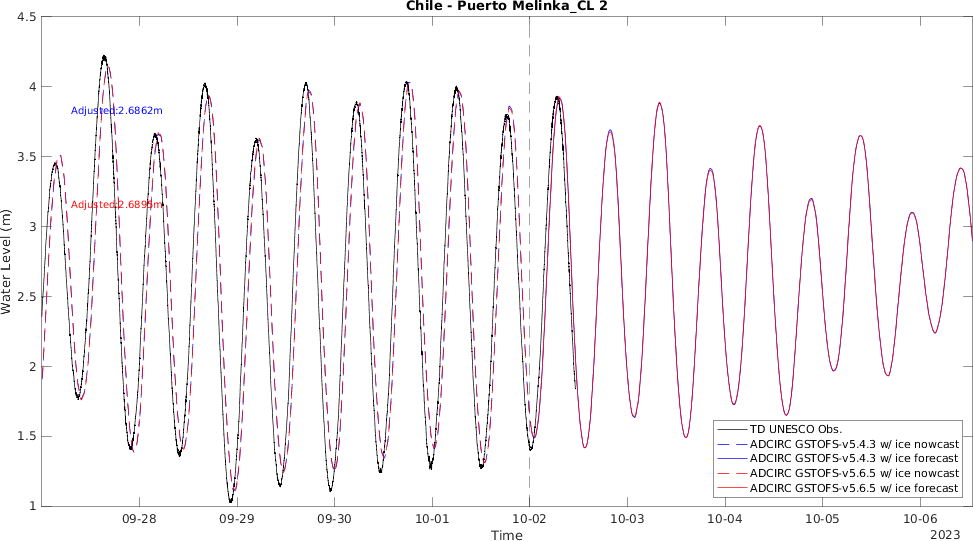 Chile - Puerto Melinka_CL 2
4.5
4
3.5
3
2.5
2
1.5
1
Water Level (m)
Adjusted:2.6862m
Adjusted:2.6895m
TD UNESCO Obs.
ADCIRC GSTOFS-v5.4.3 w/ ice nowcast
ADCIRC GSTOFS-v5.4.3 w/ ice forecast
ADCIRC GSTOFS-v5.6.5 w/ ice nowcast
ADCIRC GSTOFS-v5.6.5 w/ ice forecast
09-28 09-29 09-30 10-01 10-02 10-03 10-04 10-05 10-06
Time
2023